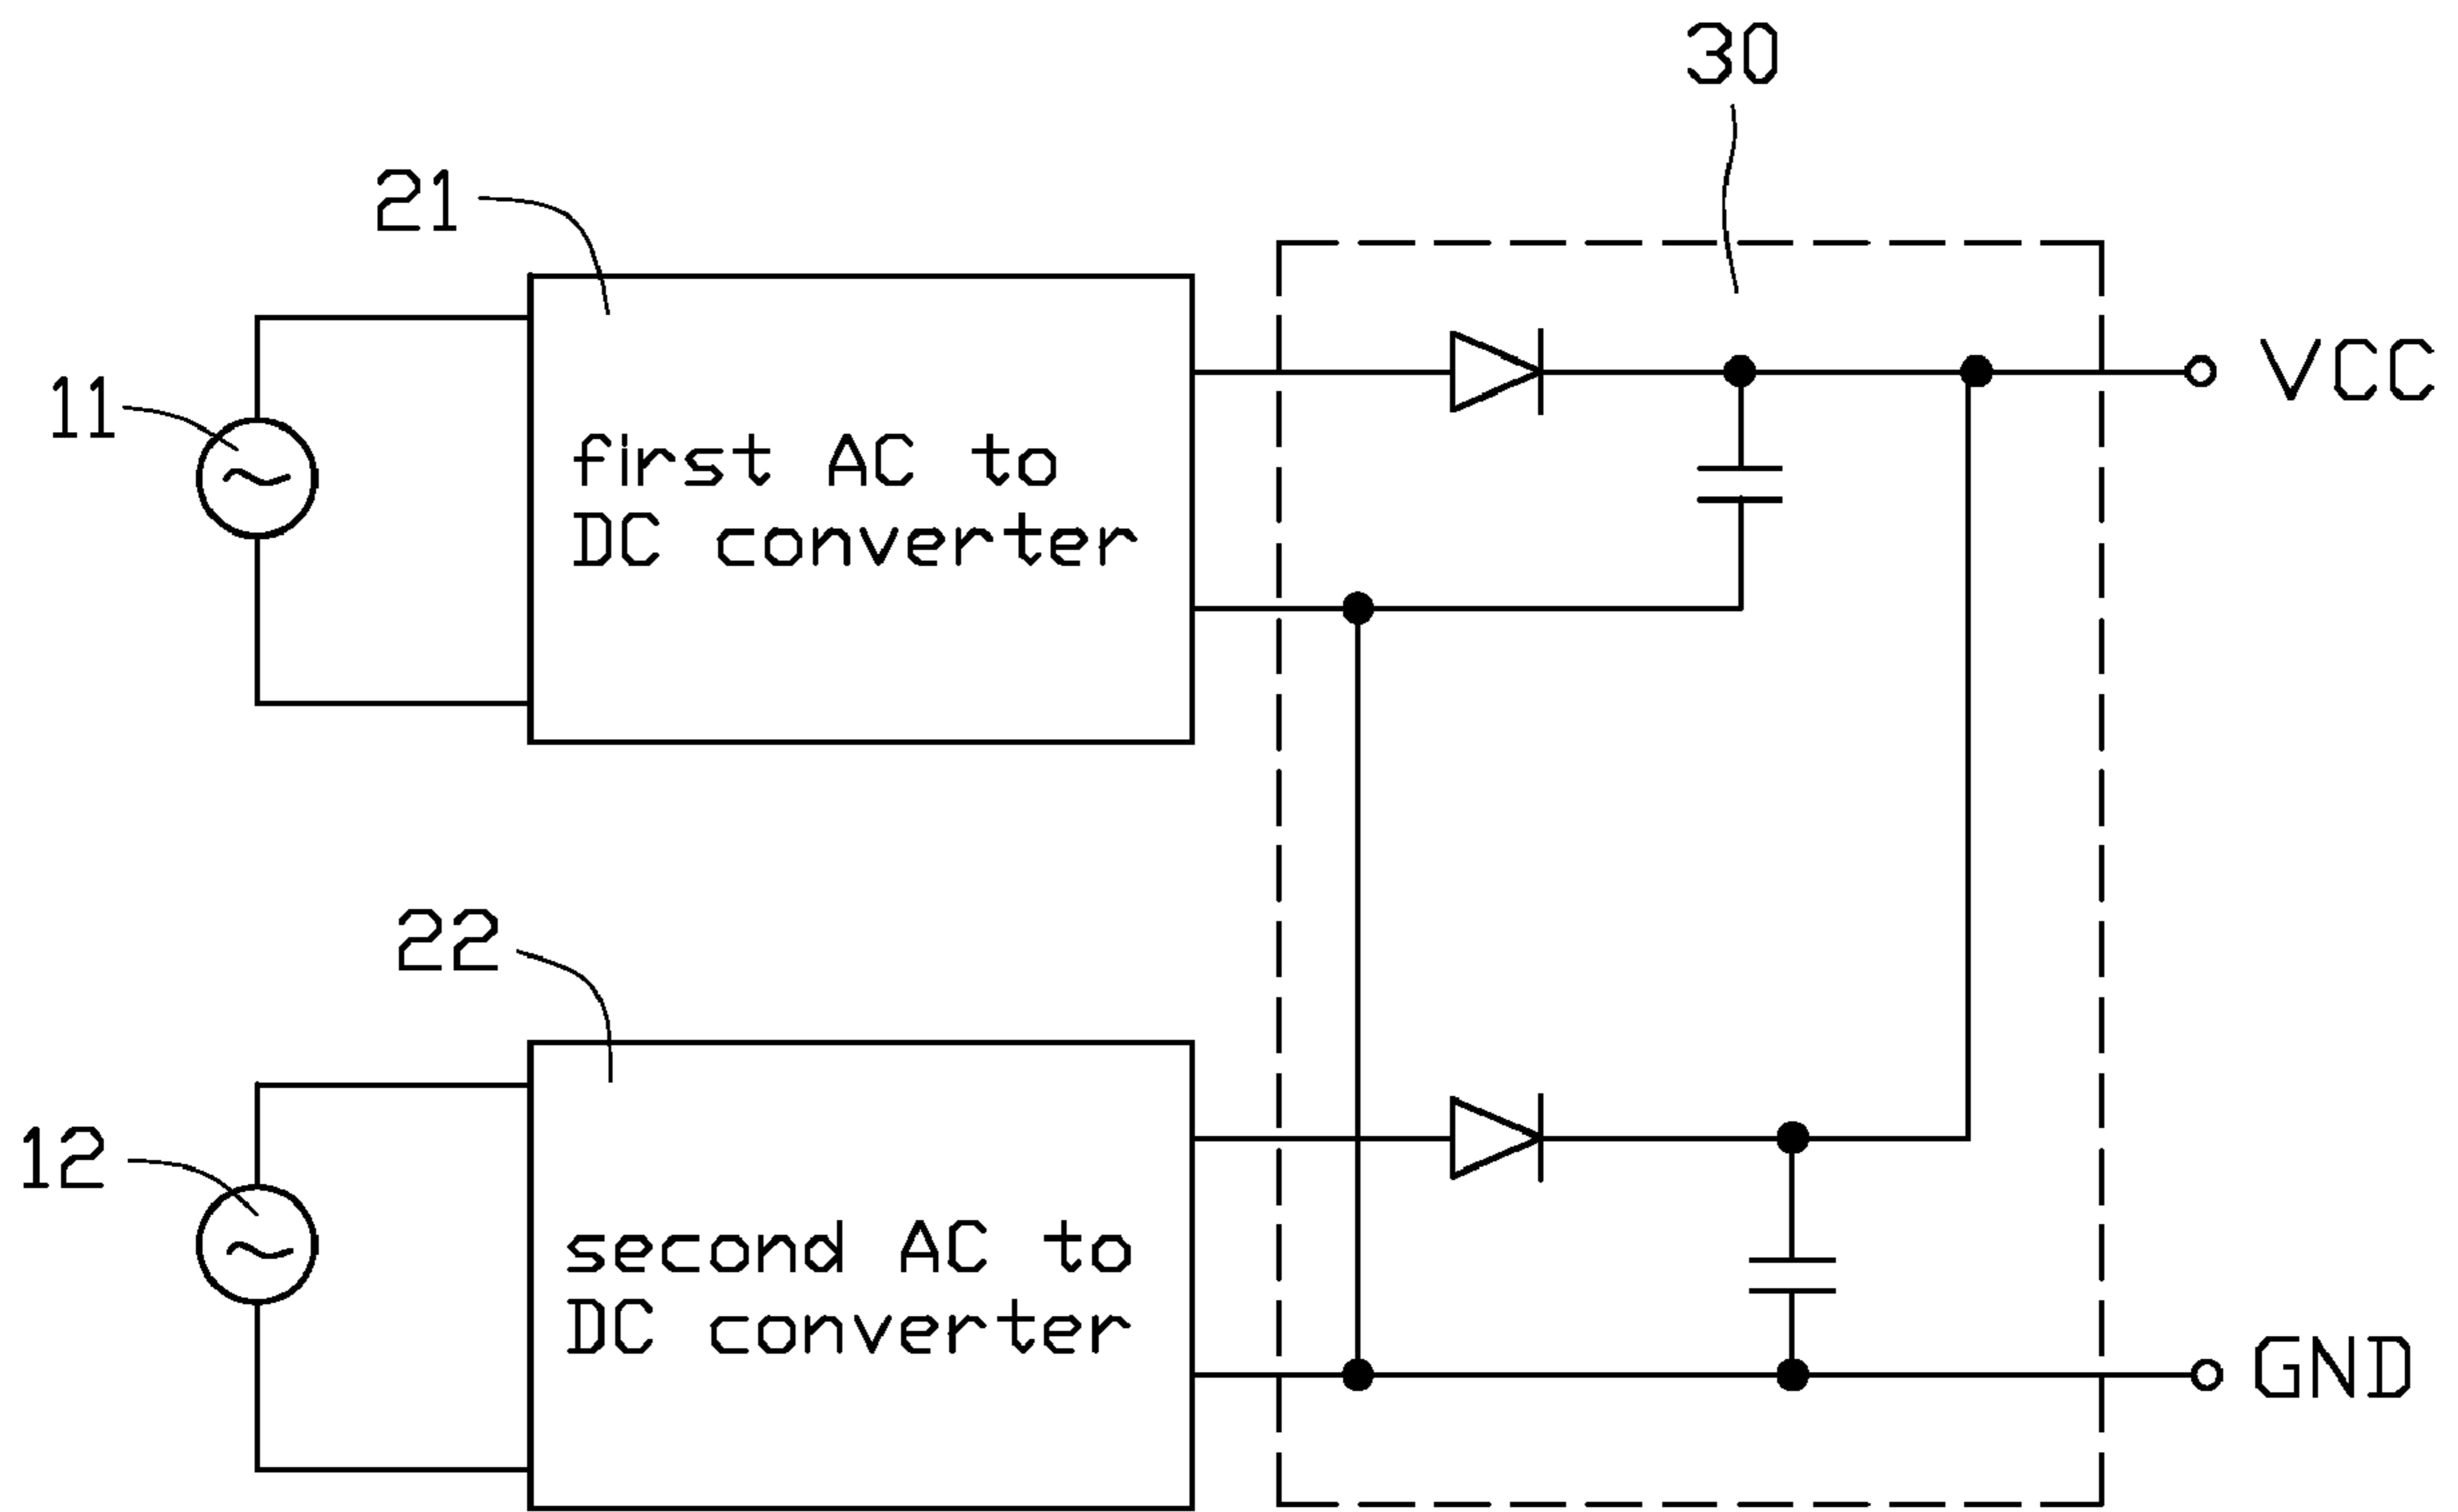 30
21
VCC
11
first AC to
DC converter
22
12
second AC to
DC converter
GND